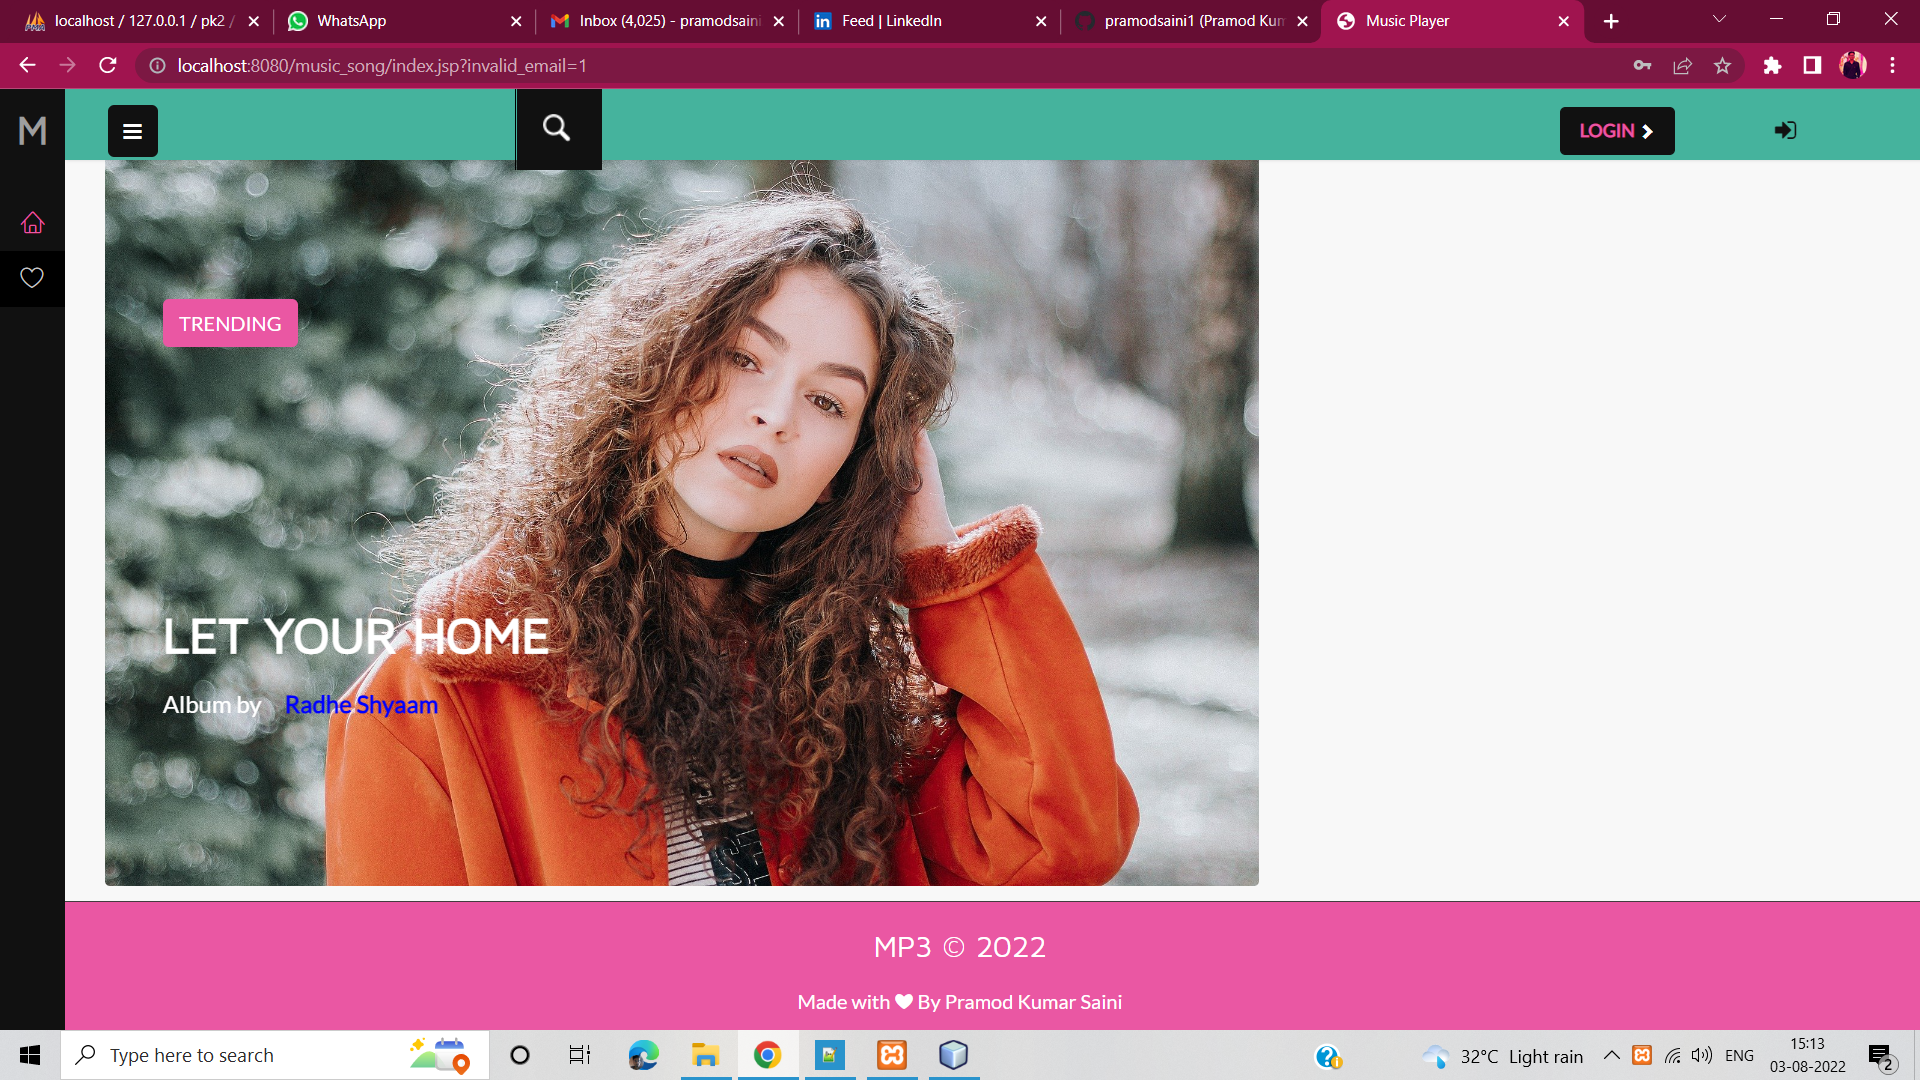 localhost / 127.0.0.1 / pk2 /
WhatsApp
Inbox (4,025) - pramodsaini
Feed | LinkedIn
pramodsaini1 (Pramod Kum
Music Player
localhost:8080/music_song/index.jsp?invalid_email=1
M
LOGIN
TRENDING
LET YOUR HOME
Album by Radhe Shyaam
MP3 © 2022
Made with ❤ By Pramod Kumar Saini
Type here to search
32°C Light rain
ENG
15:13
03-08-2022
2